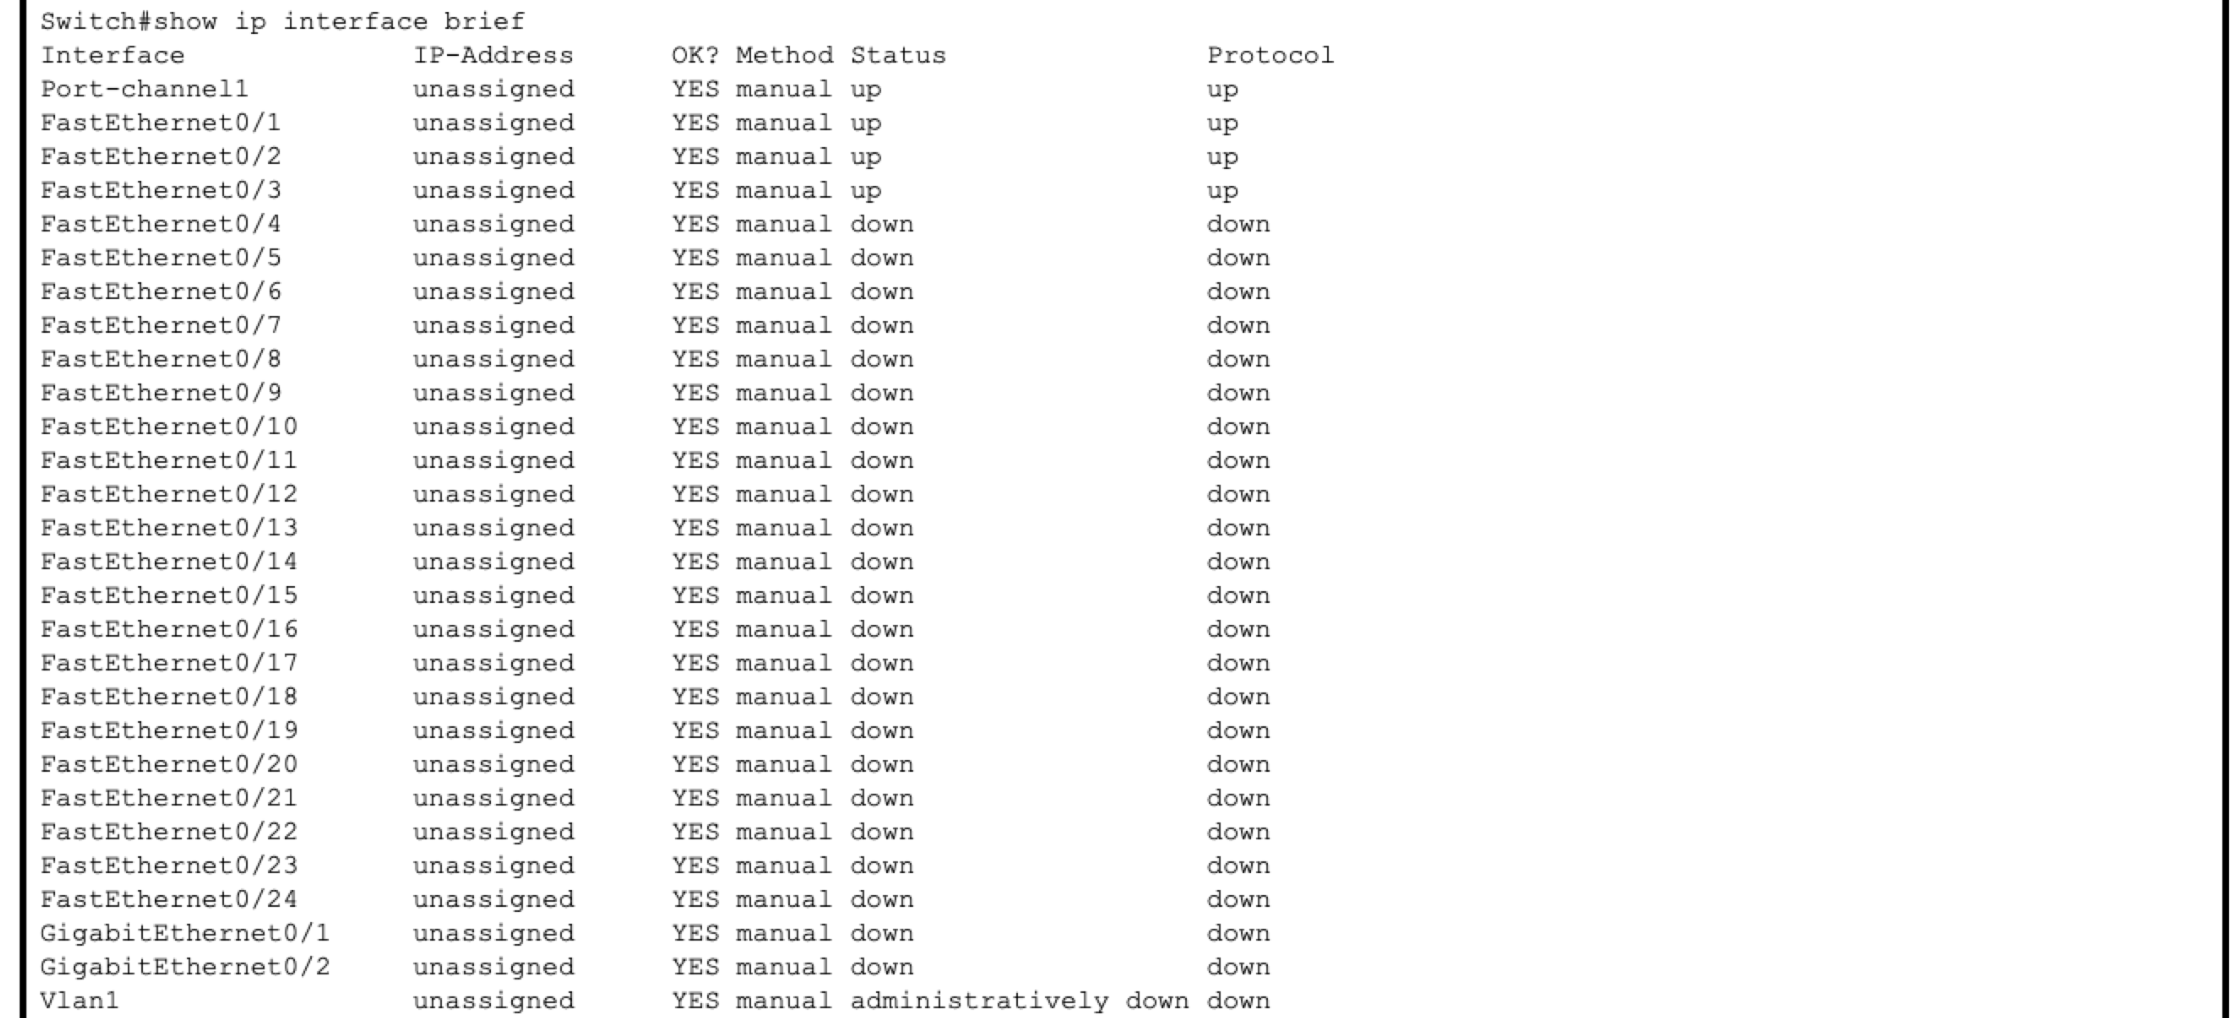 Switch#show ip interface brief
Interface              IP-Address      OK? Method Status                Protocol
Port-channel1          unassigned      YES manual up                    up
FastEthernet0/1        unassigned      YES manual up                    up
FastEthernet0/2        unassigned      YES manual up                    up
FastEthernet0/3        unassigned      YES manual up                    up
FastEthernet0/4        unassigned      YES manual down                  down
FastEthernet0/5        unassigned      YES manual down                  down
FastEthernet0/6        unassigned      YES manual down                  down
FastEthernet0/7        unassigned      YES manual down                  down
FastEthernet0/8        unassigned      YES manual down                  down
FastEthernet0/9        unassigned      YES manual down                  down
FastEthernet0/10       unassigned      YES manual down                  down
FastEthernet0/11       unassigned      YES manual down                  down
FastEthernet0/12       unassigned      YES manual down                  down
FastEthernet0/13       unassigned      YES manual down                  down
FastEthernet0/14       unassigned      YES manual down                  down
FastEthernet0/15       unassigned      YES manual down                  down
FastEthernet0/16       unassigned      YES manual down                  down
FastEthernet0/17       unassigned      YES manual down                  down
FastEthernet0/18       unassigned      YES manual down                  down
FastEthernet0/19       unassigned      YES manual down                  down
FastEthernet0/20       unassigned      YES manual down                  down
FastEthernet0/21       unassigned      YES manual down                  down
FastEthernet0/22       unassigned      YES manual down                  down
FastEthernet0/23       unassigned      YES manual down                  down
FastEthernet0/24       unassigned      YES manual down                  down
GigabitEthernet0/1     unassigned      YES manual down                  down
GigabitEthernet0/2     unassigned      YES manual down                  down
Vlan1                  unassigned      YES manual administratively down down